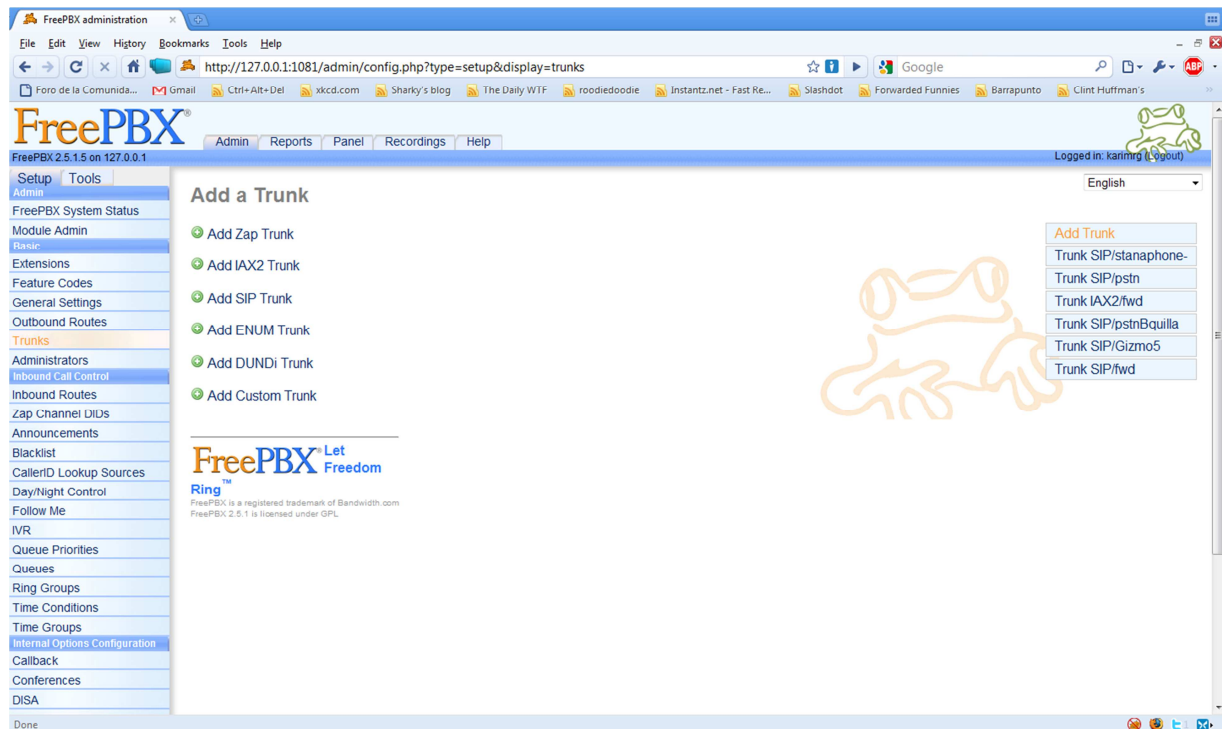 FreePBX administration
File Edit View History Bookmarks Tools Help
http://127.0.0.1:1081/admin/config.php?type=setup&display=trunks
Google
ABP
Foro de la Comunida... Gmail Ctrl+Alt+Del xkcd.com Sharky's blog The Daily WTF roodiedoodie Instantz.net - Fast Re... Slashdot Forwarded Funnies Barrapunto Clint Huffman's
FreePBX®
Admin Reports Panel Recordings Help
FreePBX 2.5.1.5 on 127.0.0.1
Logged in: karimrg (Logout)
Setup Tools
English
Admin
FreePBX System Status
Module Admin
Basic
Extensions
Feature Codes
General Settings
Outbound Routes
Trunks
Administrators
Inbound Call Control
Inbound Routes
Zap Channel DIDs
Announcements
Blacklist
CallerID Lookup Sources
Day/Night Control
Follow Me
IVR
Queue Priorities
Queues
Ring Groups
Time Conditions
Time Groups
Internal Options Configuration
Callback
Conferences
DISA
Add a Trunk
Add Zap Trunk
Add IAX2 Trunk
Add SIP Trunk
Add ENUM Trunk
Add DUNDi Trunk
Add Custom Trunk
FreePBX® Let Freedom
Ring™
FreePBX is a registered trademark of Bandwidth.com
FreePBX 2.5.1 is licensed under GPL
Add Trunk
Trunk SIP/stanaphone-
Trunk SIP/pstn
Trunk IAX2/fwd
Trunk SIP/pstnBquilla
Trunk SIP/Gizmo5
Trunk SIP/fwd
Done